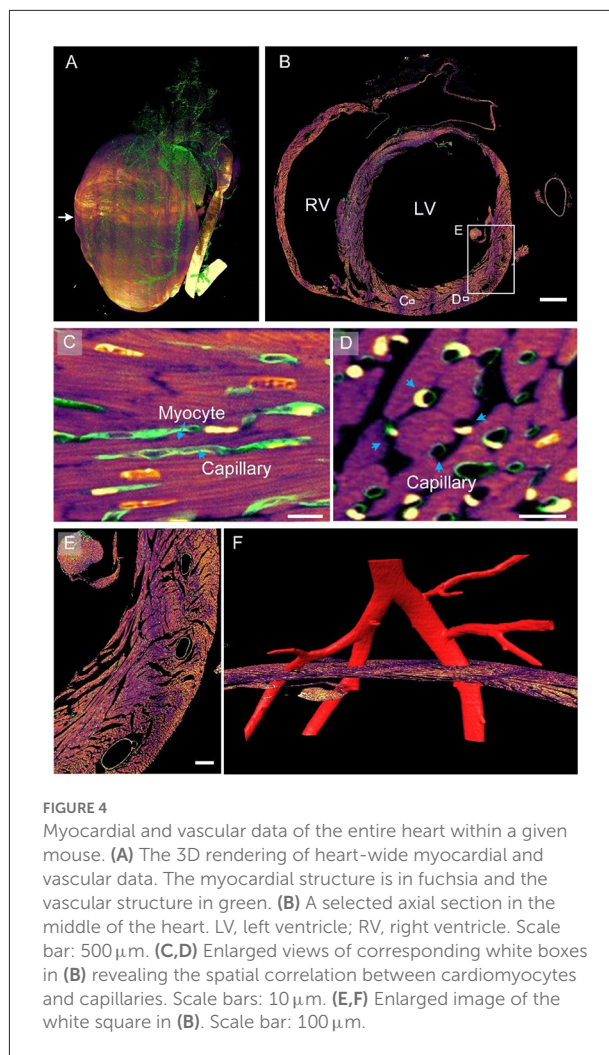 A
B
RV
LV
E
C
D
C
Myocyte
Capillary
D
Capillary
E
F
FIGURE 4
Myocardial and vascular data of the entire heart within a given
mouse. (A) The 3D rendering of heart-wide myocardial and
vascular data. The myocardial structure is in fuchsia and the
vascular structure in green. (B) A selected axial section in the
middle of the heart. LV, left ventricle; RV, right ventricle. Scale
bar: 500 μm. (C,D) Enlarged views of corresponding white boxes
in (B) revealing the spatial correlation between cardiomyocytes
and capillaries. Scale bars: 10 μm. (E,F) Enlarged image of the
white square in (B). Scale bar: 100 μm.